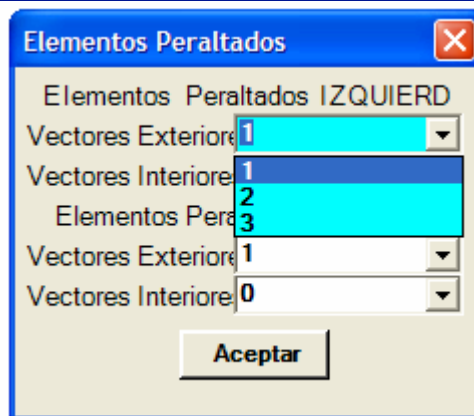 Elementos Peraltados
Elementos Peraltados IZQUIERD
Vectores Exteriore 1
1
Vectores Interiore
2
Elementos Pera
3
Vectores Exteriore 1
Vectores Interiore 0
Aceptar